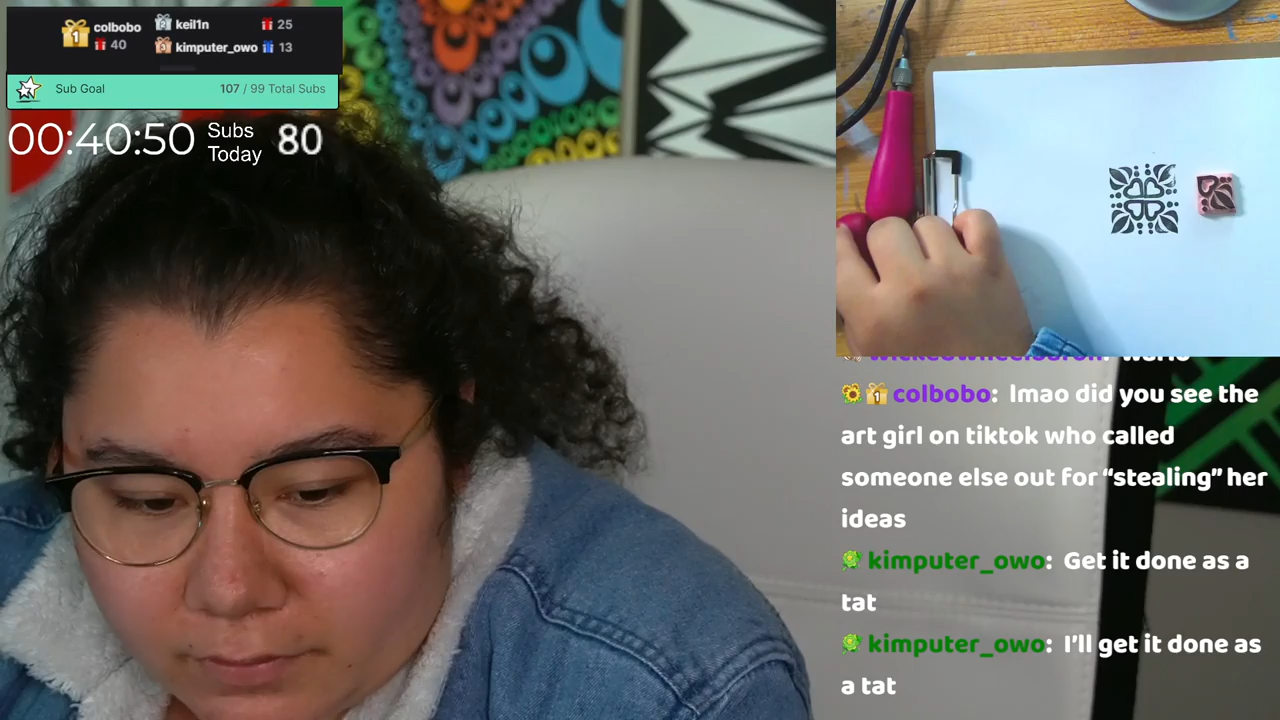 colbobo
40
keil1n 25
kimputer_owo 13
Sub Goal 107 / 99 Total Subs
00:40:50 Subs Today 80
colbobo: lmao did you see the
art girl on tiktok who called
someone else out for “stealing” her
ideas
kimputer_owo: Get it done as a
tat
kimputer_owo: I’ll get it done as
a tat